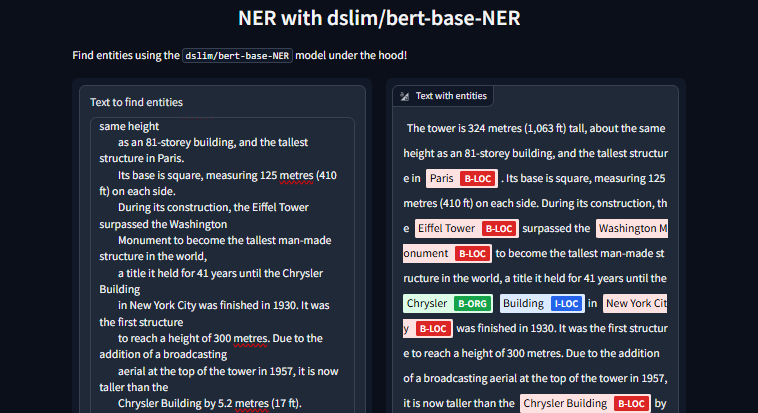 NER with dslim/bert-base-NER
Find entities using the dslim/bert-base-NER model under the hood!
Text to find entities
same height
as an 81-storey building, and the tallest
structure in Paris.
Its base is square, measuring 125 metres (410
ft) on each side.
During its construction, the Eiffel Tower
surpassed the Washington
Monument to become the tallest man-made
structure in the world,
a title it held for 41 years until the Chrysler
Building
in New York City was finished in 1930. It was
the first structure
to reach a height of 300 metres. Due to the
addition of a broadcasting
aerial at the top of the tower in 1957, it is now
taller than the
Chrysler Building by 5.2 metres (17 ft).
Text with entities
The tower is 324 metres (1,063 ft) tall, about the same
height as an 81-storey building, and the tallest structur
e in Paris B-LOC . Its base is square, measuring 125
metres (410 ft) on each side. During its construction, th
e Eiffel Tower B-LOC surpassed the Washington M
onument B-LOC to become the tallest man-made st
ructure in the world, a title it held for 41 years until the
Chrysler B-ORG Building I-LOC in New York Cit
y B-LOC was finished in 1930. It was the first structur
e to reach a height of 300 metres. Due to the addition
of a broadcasting aerial at the top of the tower in 1957,
it is now taller than the Chrysler Building B-LOC by